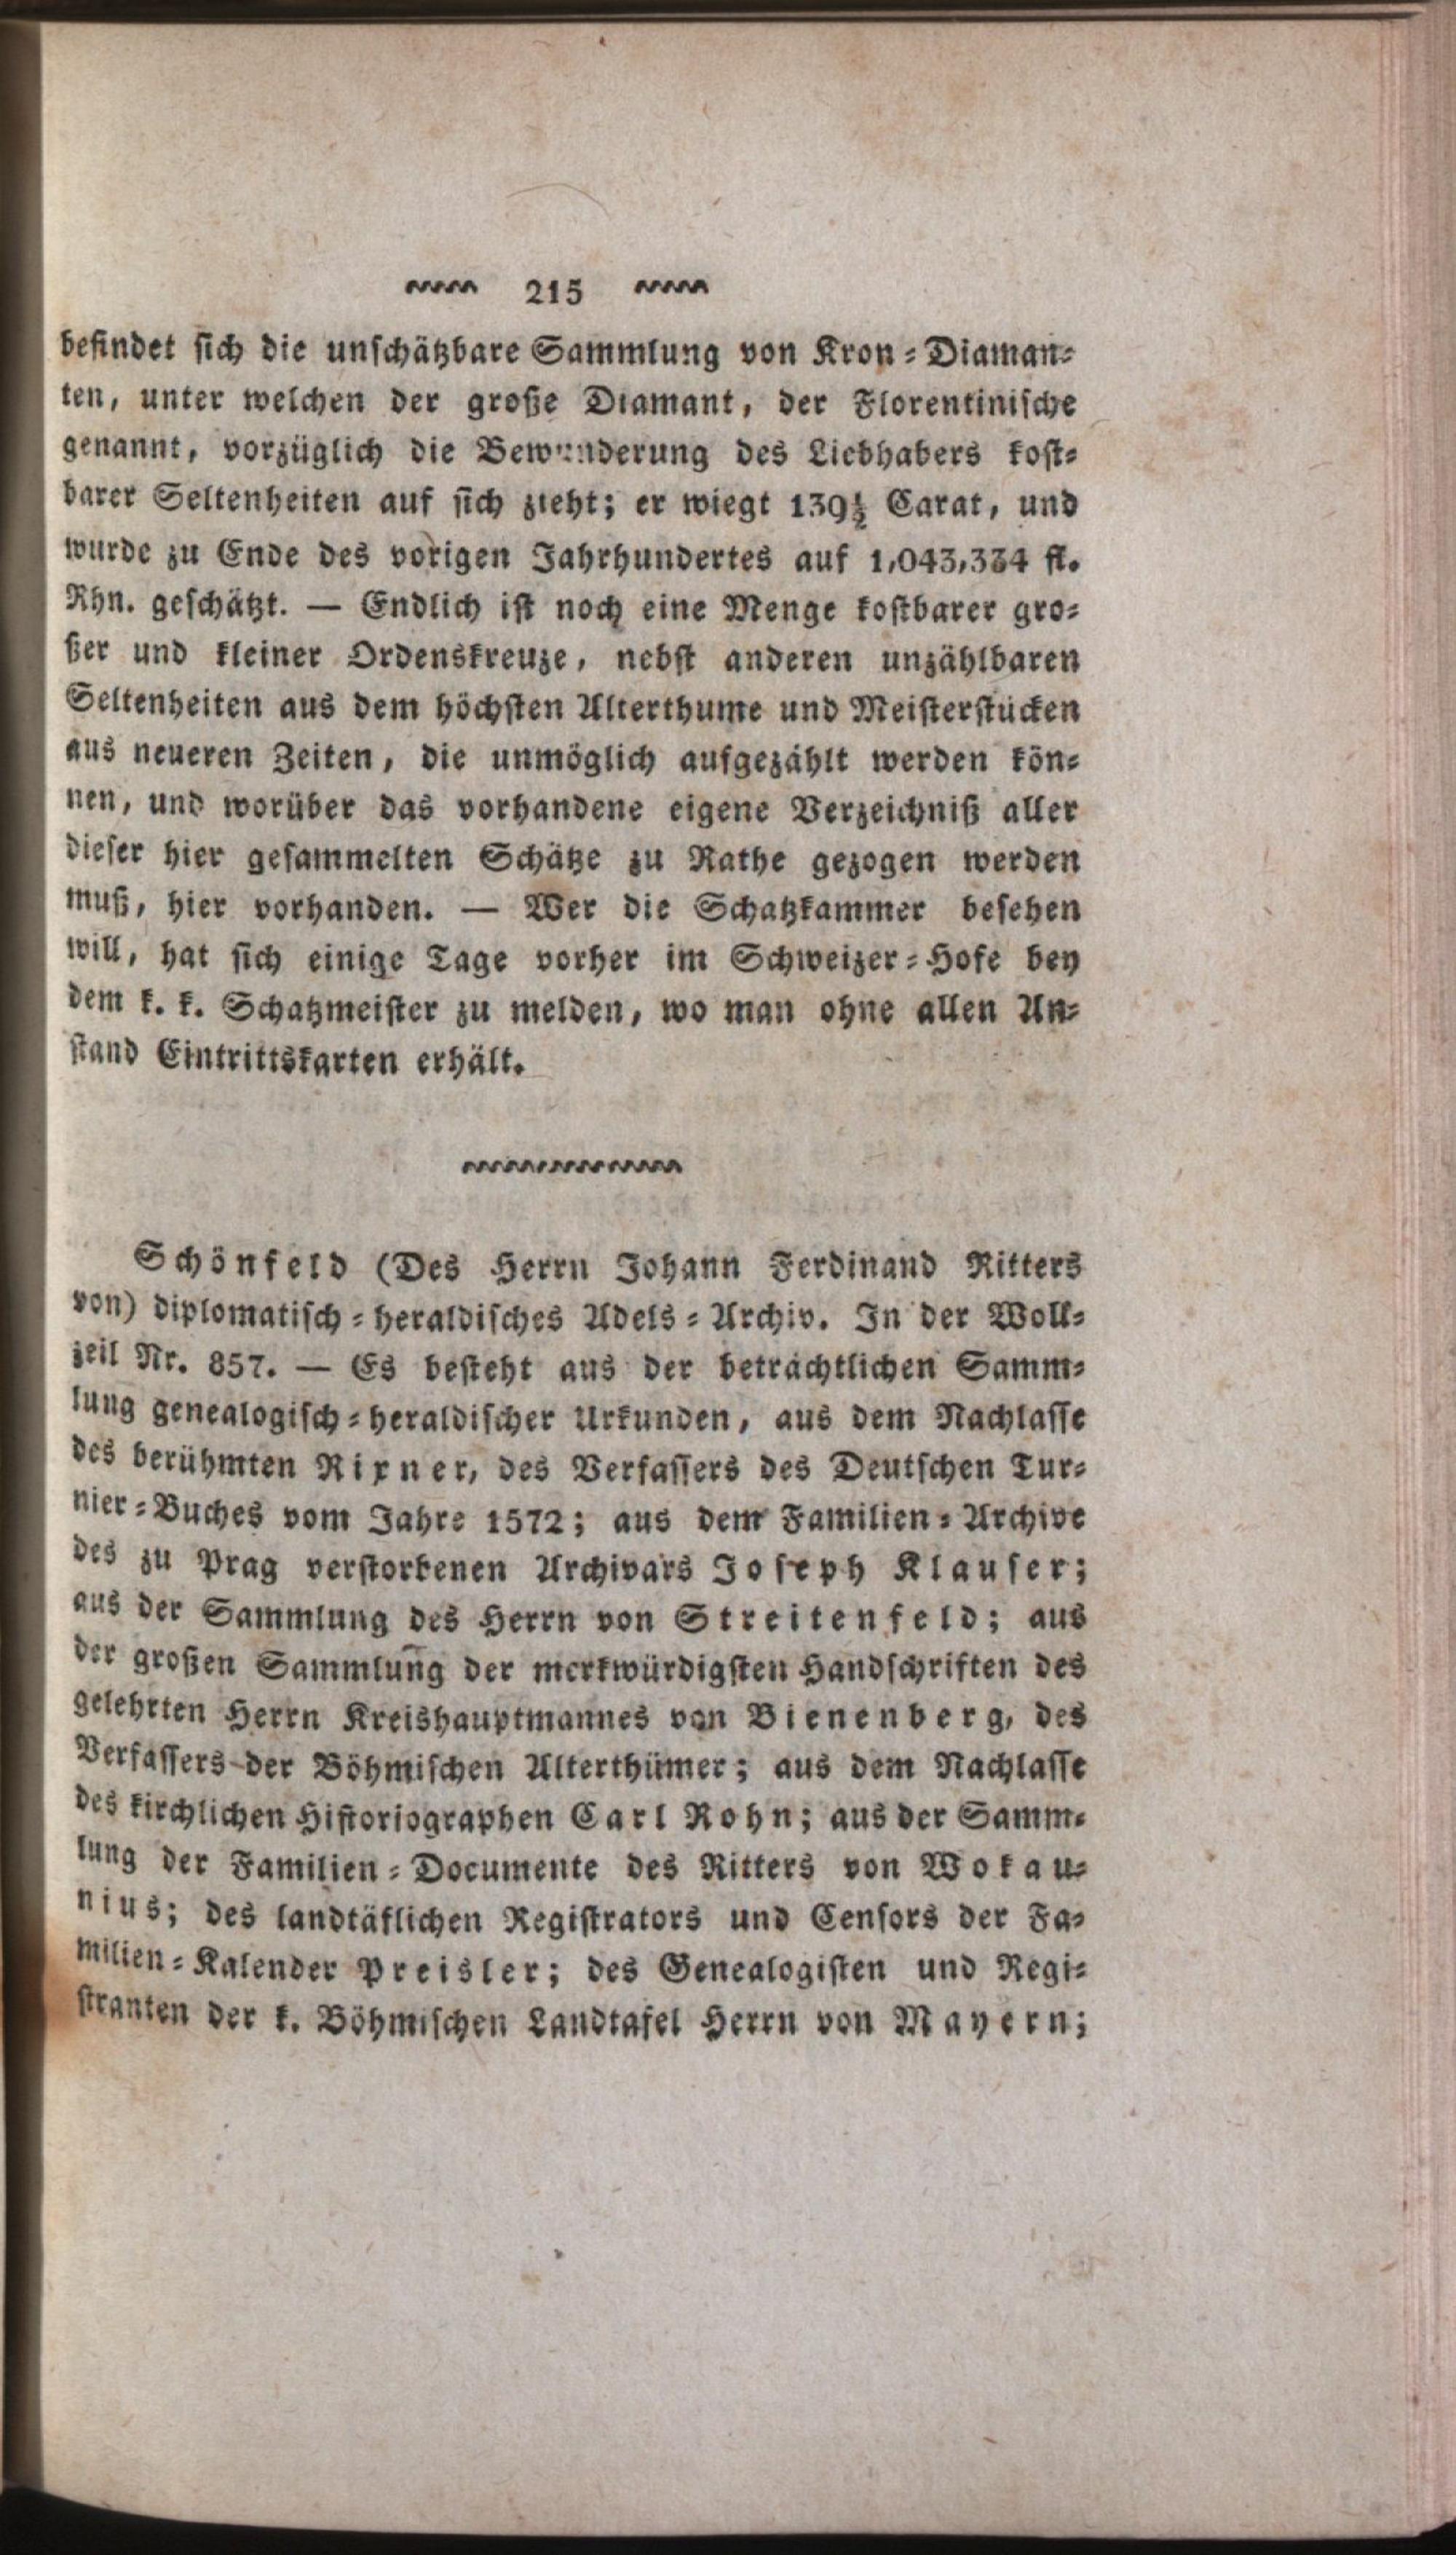 215
befindet sich die unschätzbare Sammlung von Kron-Diaman-
ten, unter welchen der große Diamant, der Florentinische
genannt, vorzüglich die Bewunderung des Liebhabers kost-
barer Seltenheiten auf sich zieht; er wiegt 139½ Carat, und
wurde zu Ende des vorigen Jahrhundertes auf 1,043,334 fl.
Rhn. geschätzt. — Endlich ist noch eine Menge kostbarer gro-
ßer und kleiner Ordenskreuze, nebst anderen unzählbaren
Seltenheiten aus dem höchsten Alterthume und Meisterstücken
aus neueren Zeiten, die unmöglich aufgezählt werden kön-
nen, und worüber das vorhandene eigene Verzeichniß aller
dieser hier gesammelten Schätze zu Rathe gezogen werden
muß, hier vorhanden. — Wer die Schatzkammer besehen
will, hat sich einige Tage vorher im Schweizer-Hofe bey
dem k. k. Schatzmeister zu melden, wo man ohne allen An-
stand Eintrittskarten erhält.
Schönfeld (Des Herrn Johann Ferdinand Ritters
von) diplomatisch-heraldisches Adels-Archiv. In der Woll-
zeil Nr. 857. — Es besteht aus der beträchtlichen Samm-
lung genealogisch-heraldischer Urkunden, aus dem Nachlasse
des berühmten Rixner, des Verfassers des Deutschen Tur-
nier-Buches vom Jahre 1572; aus dem Familien-Archive
des zu Prag verstorbenen Archivars Joseph Klauser;
aus der Sammlung des Herrn von Streitenfeld; aus
der großen Sammlung der merkwürdigsten Handschriften des
gelehrten Herrn Kreishauptmannes von Bienenberg, des
Verfassers der Böhmischen Alterthümer; aus dem Nachlasse
des kirchlichen Historiographen Carl Rohn; aus der Samm-
lung der Familien-Documente des Ritters von Wokau-
nius; des landtäflichen Registrators und Censors der Fa-
milien-Kalender Preisler; des Genealogisten und Regi-
stranten der k. Böhmischen Landtafel Herrn von Mayern;